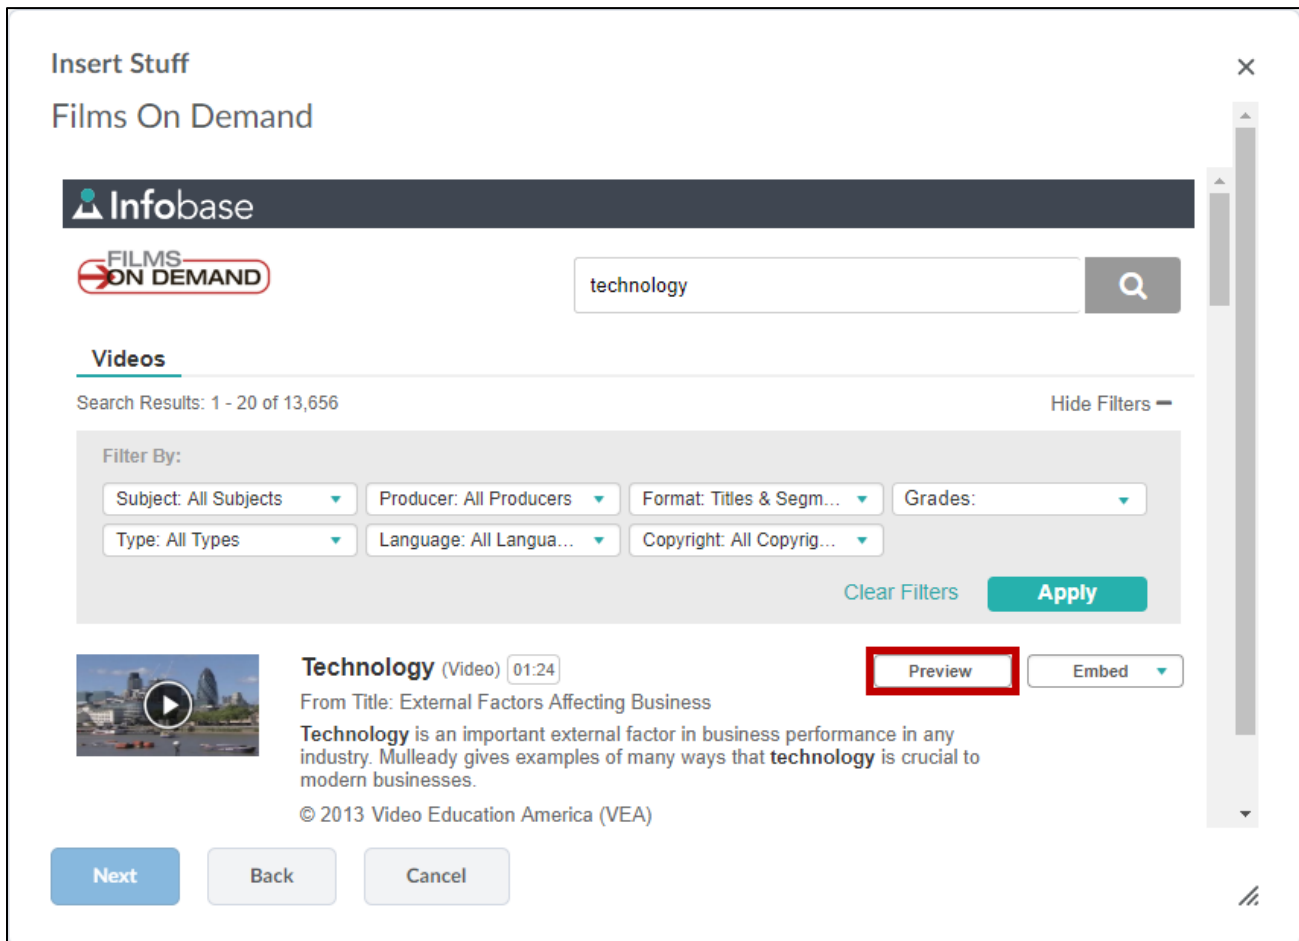 Insert Stuff
Films On Demand
Infobase
FILMS
ON DEMAND
technology
Videos
Search Results: 1 - 20 of 13,656
Hide Filters
Filter By:
Subject: All Subjects
Producer: All Producers
Format: Titles & Segm...
Grades:
Type: All Types
Language: All Langua...
Copyright: All Copyrig...
Clear Filters
Apply
Technology (Video) 01:24
Preview
Embed
From Title: External Factors Affecting Business
Technology is an important external factor in business performance in any
industry. Mulleady gives examples of many ways that technology is crucial to
modern businesses.
© 2013 Video Education America (VEA)
Next
Back
Cancel